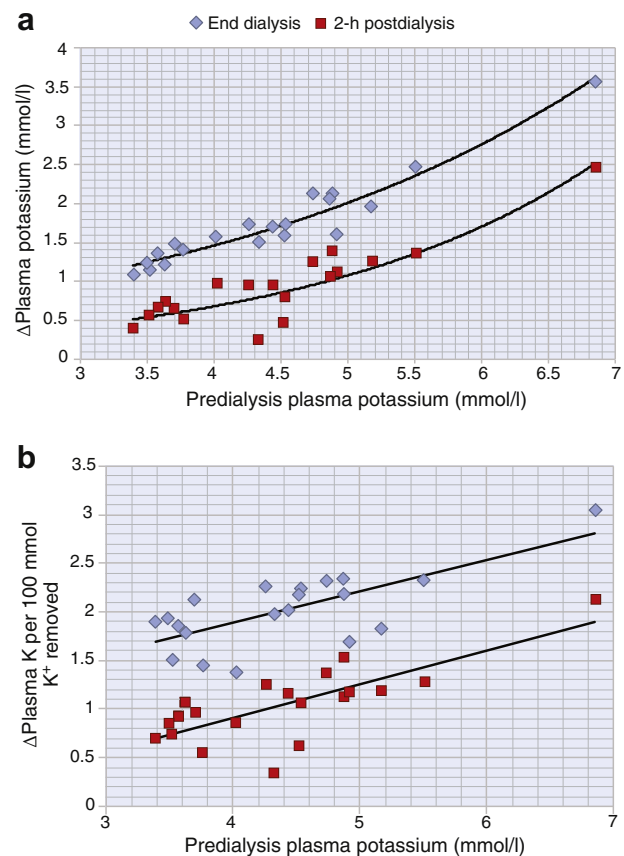 a
End dialysis 2-h postdialysis
4
3.5
3
2.5
2
1.5
1
0.5
0
ΔPlasma potassium (mmol/l)
3 3.5 4 4.5 5 5.5 6 6.5 7
Predialysis plasma potassium (mmol/l)
b
3.5
3
2.5
2
1.5
1
0.5
0
ΔPlasma K per 100 mmol
K⁺ removed
3 4 5 6 7
Predialysis plasma potassium (mmol/l)